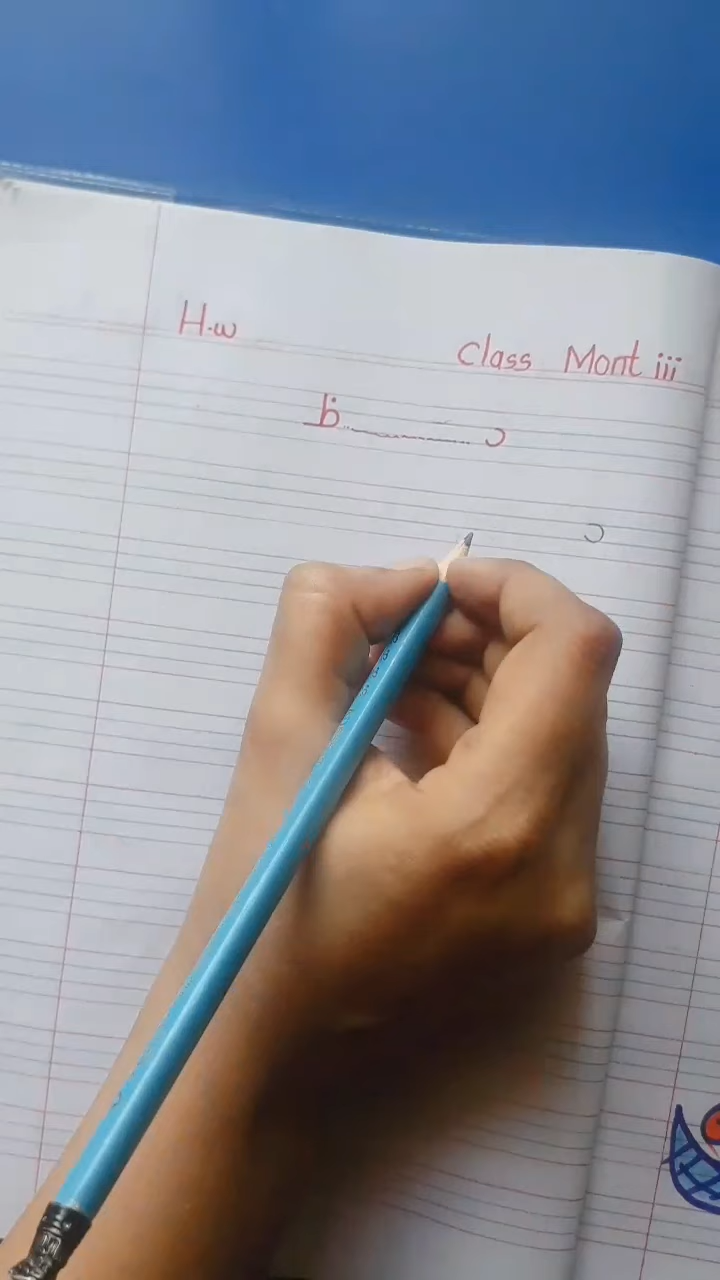 H.w
Class Mont iii
د ............ ظ
د